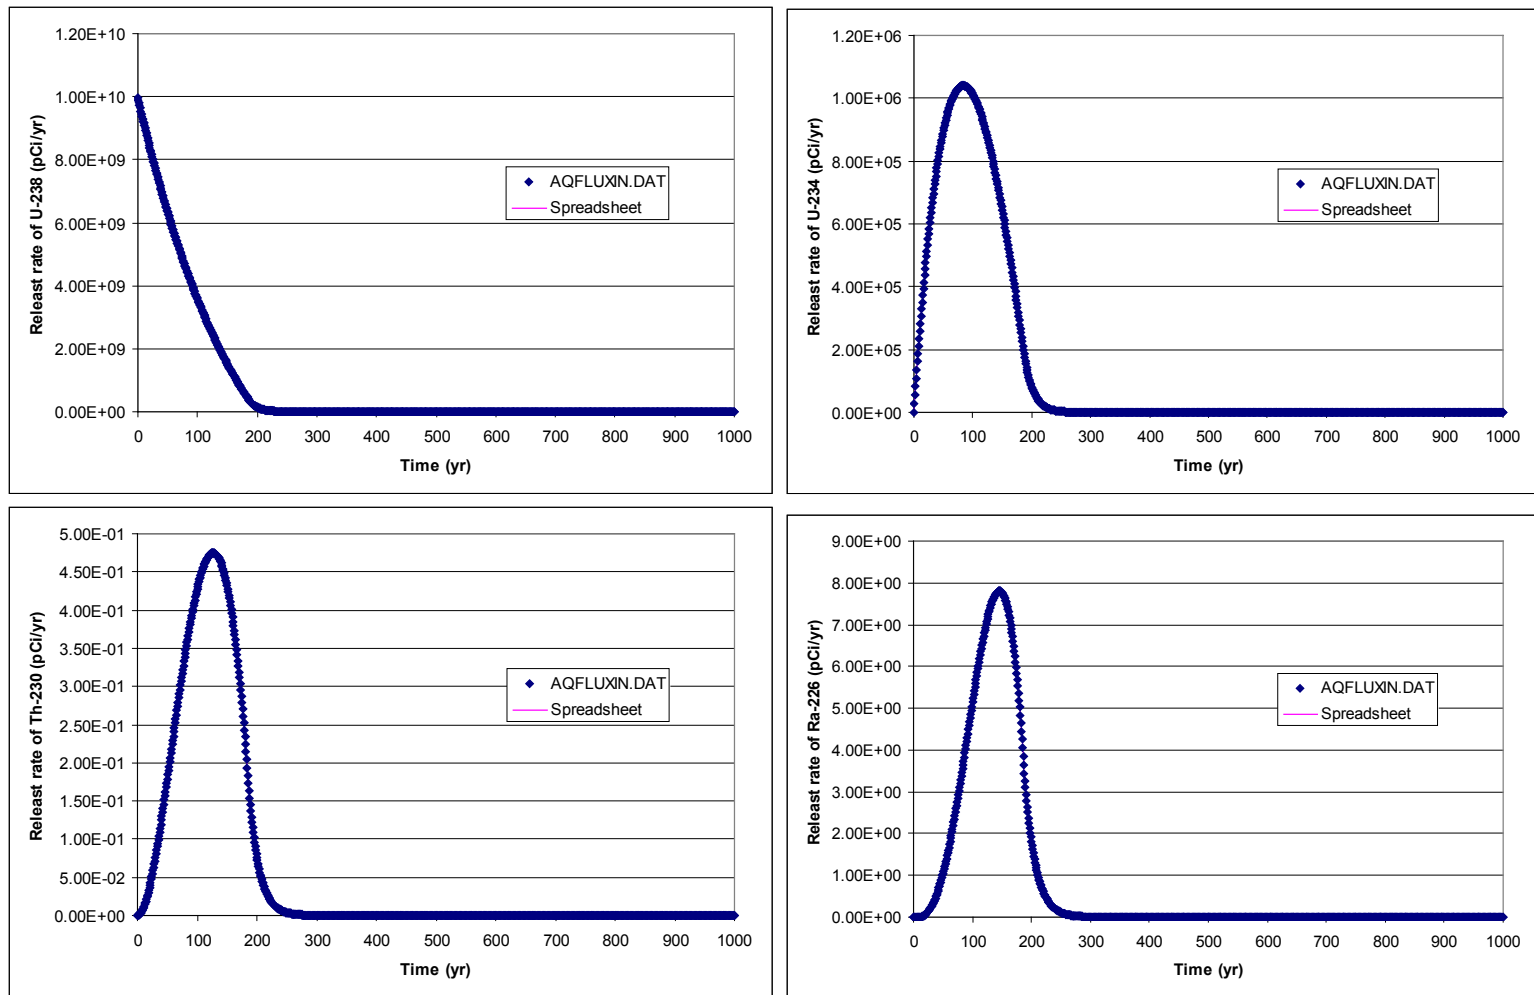 1.20E+10
1.00E+10
8.00E+09
6.00E+09
4.00E+09
2.00E+09
0.00E+00
0 100 200 300 400 500 600 700 800 900 1000
Time (yr)
Releast rate of U-238 (pCi/yr)
AQFLUXIN.DAT
Spreadsheet
1.20E+06
1.00E+06
8.00E+05
6.00E+05
4.00E+05
2.00E+05
0.00E+00
0 100 200 300 400 500 600 700 800 900 1000
Time (yr)
Releast rate of U-234 (pCi/yr)
AQFLUXIN.DAT
Spreadsheet
5.00E-01
4.50E-01
4.00E-01
3.50E-01
3.00E-01
2.50E-01
2.00E-01
1.50E-01
1.00E-01
5.00E-02
0.00E+00
0 100 200 300 400 500 600 700 800 900 1000
Time (yr)
Releast rate of Th-230 (pCi/yr)
AQFLUXIN.DAT
Spreadsheet
9.00E+00
8.00E+00
7.00E+00
6.00E+00
5.00E+00
4.00E+00
3.00E+00
2.00E+00
1.00E+00
0.00E+00
0 100 200 300 400 500 600 700 800 900 1000
Time (yr)
Releast rate of Ra-226 (pCi/yr)
AQFLUXIN.DAT
Spreadsheet